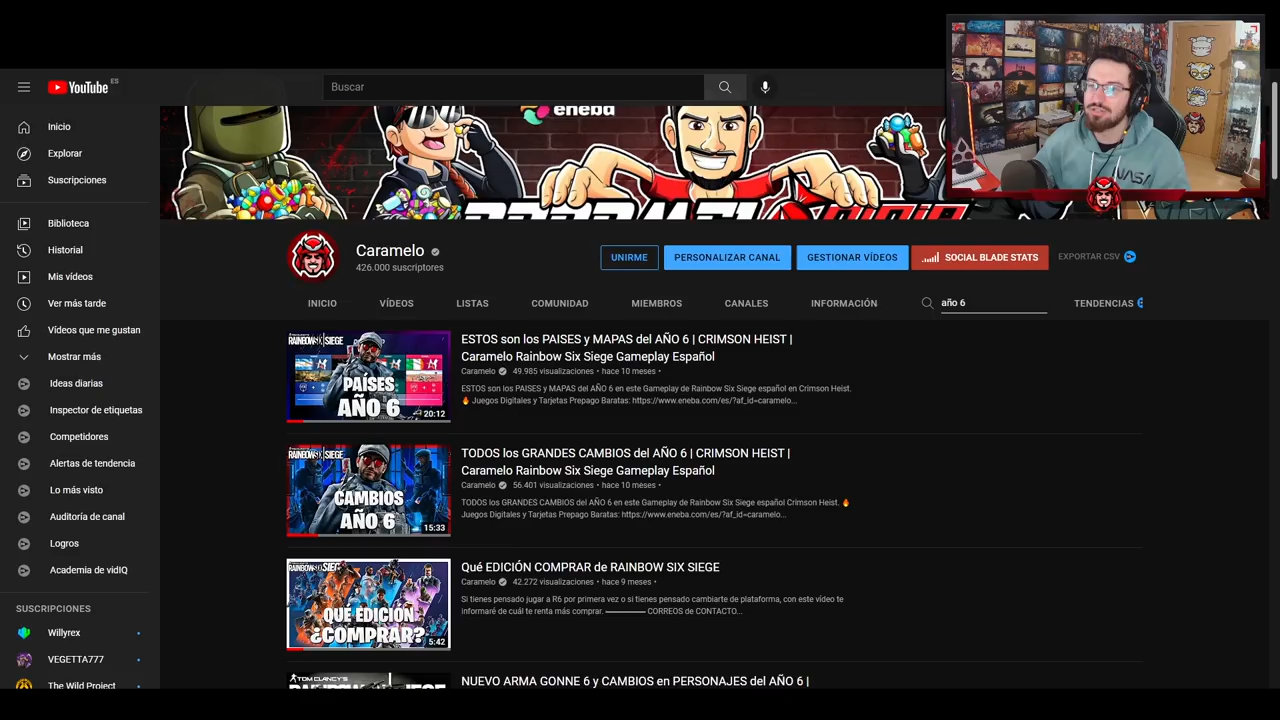 YouTube ES
Buscar
Inicio
Explorar
Suscripciones
Biblioteca
Historial
Mis vídeos
Ver más tarde
Vídeos que me gustan
Mostrar más
Ideas diarias
Inspector de etiquetas
Competidores
Alertas de tendencia
Lo más visto
Auditoría de canal
Logros
Academia de vidIQ
SUSCRIPCIONES
Willyrex
VEGETTA777
The Wild Project
eneba
NASA
Caramelo
426.000 suscriptores
UNIRME
PERSONALIZAR CANAL
GESTIONAR VÍDEOS
SOCIAL BLADE STATS
EXPORTAR CSV
INICIO
VÍDEOS
LISTAS
COMUNIDAD
MIEMBROS
CANALES
INFORMACIÓN
año 6
TENDENCIAS
PAÍSES
AÑO 6
20:12
ESTOS son los PAISES y MAPAS del AÑO 6 | CRIMSON HEIST |
Caramelo Rainbow Six Siege Gameplay Español
Caramelo 49.985 visualizaciones • hace 10 meses •
ESTOS son los PAISES y MAPAS del AÑO 6 en este Gameplay de Rainbow Six Siege español en Crimson Heist.
🔥 Juegos Digitales y Tarjetas Prepago Baratas: https://www.eneba.com/es/?af_id=caramelo...
CAMBIOS
AÑO 6
15:33
TODOS los GRANDES CAMBIOS del AÑO 6 | CRIMSON HEIST |
Caramelo Rainbow Six Siege Gameplay Español
Caramelo 56.401 visualizaciones • hace 10 meses •
TODOS los GRANDES CAMBIOS del AÑO 6 en este Gameplay de Rainbow Six Siege español Crimson Heist. 🔥
Juegos Digitales y Tarjetas Prepago Baratas: https://www.eneba.com/es/?af_id=caramelo...
QUÉ EDICIÓN
¿COMPRAR?
5:42
Qué EDICIÓN COMPRAR de RAINBOW SIX SIEGE
Caramelo 42.272 visualizaciones • hace 9 meses •
Si tienes pensado jugar a R6 por primera vez o si tienes pensado cambiarte de plataforma, con este vídeo te
informaré de cuál te renta más comprar. ━━━━━━━ CORREOS de CONTACTO...
TOM CLANCY'S
NUEVO ARMA GONNE 6 y CAMBIOS en PERSONAJES del AÑO 6 |